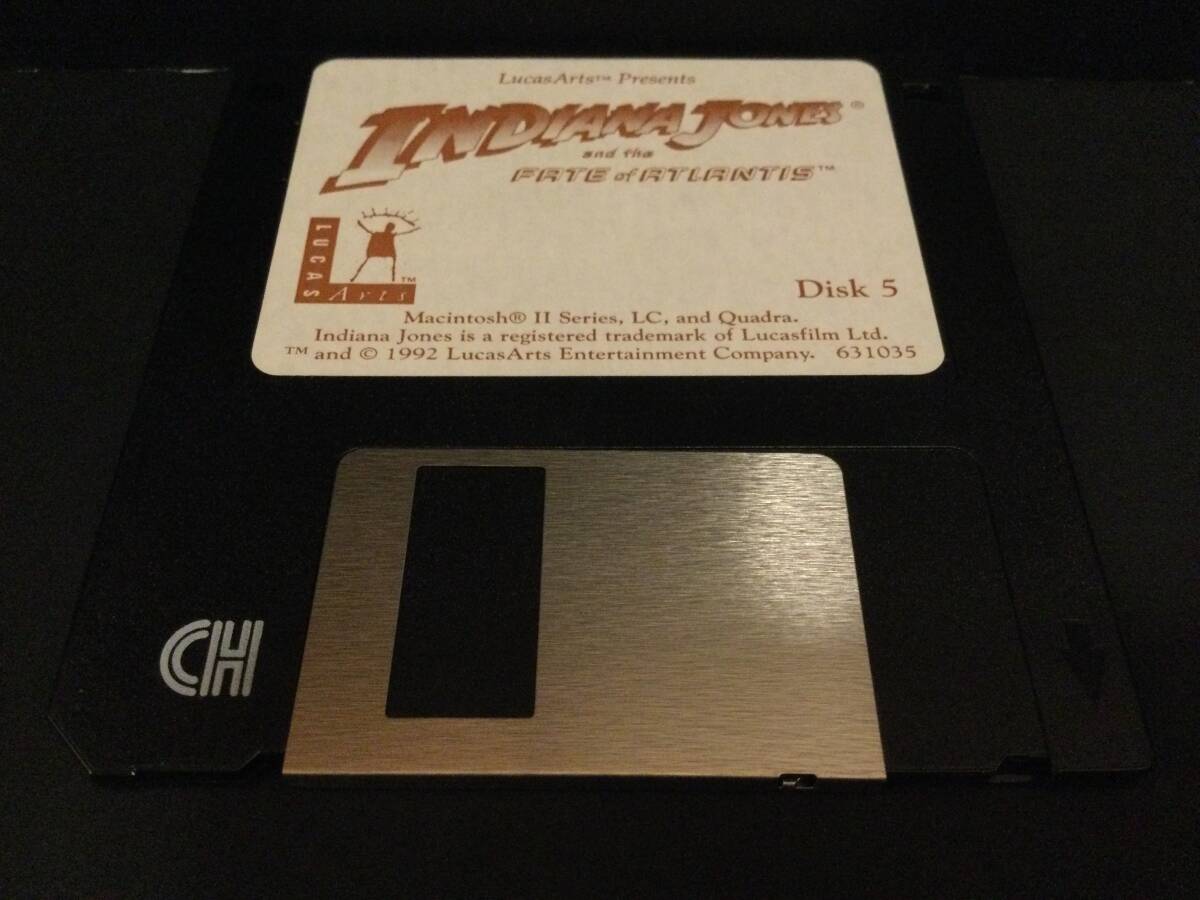 LucasArts™ Presents
INDIANA JONES®
and the
FATE of ATLANTIS™
LUCAS
Arts™
Disk 5
Macintosh® II Series, LC, and Quadra.
Indiana Jones is a registered trademark of Lucasfilm Ltd.
™ and © 1992 LucasArts Entertainment Company. 631035
CH